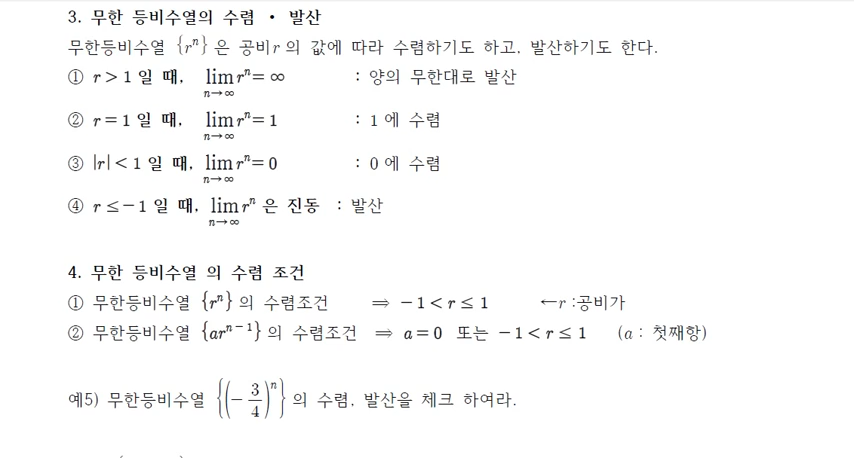 3. 무한 등비수열의 수렴 · 발산
무한등비수열 {rⁿ} 은 공비 r 의 값에 따라 수렴하기도 하고, 발산하기도 한다.
① r > 1 일 때, lim_{n→∞} rⁿ = ∞ : 양의 무한대로 발산
② r = 1 일 때, lim_{n→∞} rⁿ = 1 : 1 에 수렴
③ |r| < 1 일 때, lim_{n→∞} rⁿ = 0 : 0 에 수렴
④ r ≤ -1 일 때, lim_{n→∞} rⁿ 은 진동 : 발산
4. 무한 등비수열 의 수렴 조건
① 무한등비수열 {rⁿ} 의 수렴조건 ⇒ -1 < r ≤ 1 ←r :공비가
② 무한등비수열 {arⁿ⁻¹} 의 수렴조건 ⇒ a = 0 또는 -1 < r ≤ 1 (a : 첫째항)
예5) 무한등비수열 {(-3/4)ⁿ} 의 수렴, 발산을 체크 하여라.